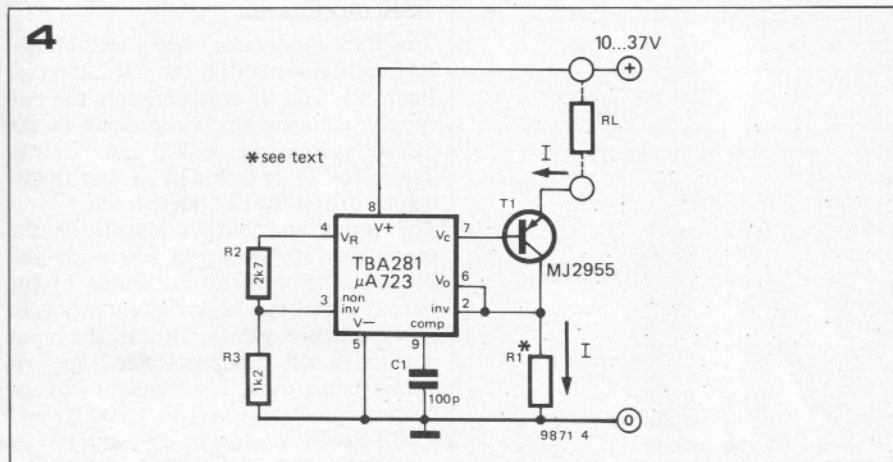 4
10...37V
+
RL
* see text
I
T1
8
V+
4
VR
VC
7
R2
2k7
TBA281
μA723
MJ2955
VO
6
3
non
inv
inv
2
V—
comp
5
9
*
R1
I
R3
1k2
C1
100p
9871 4
0